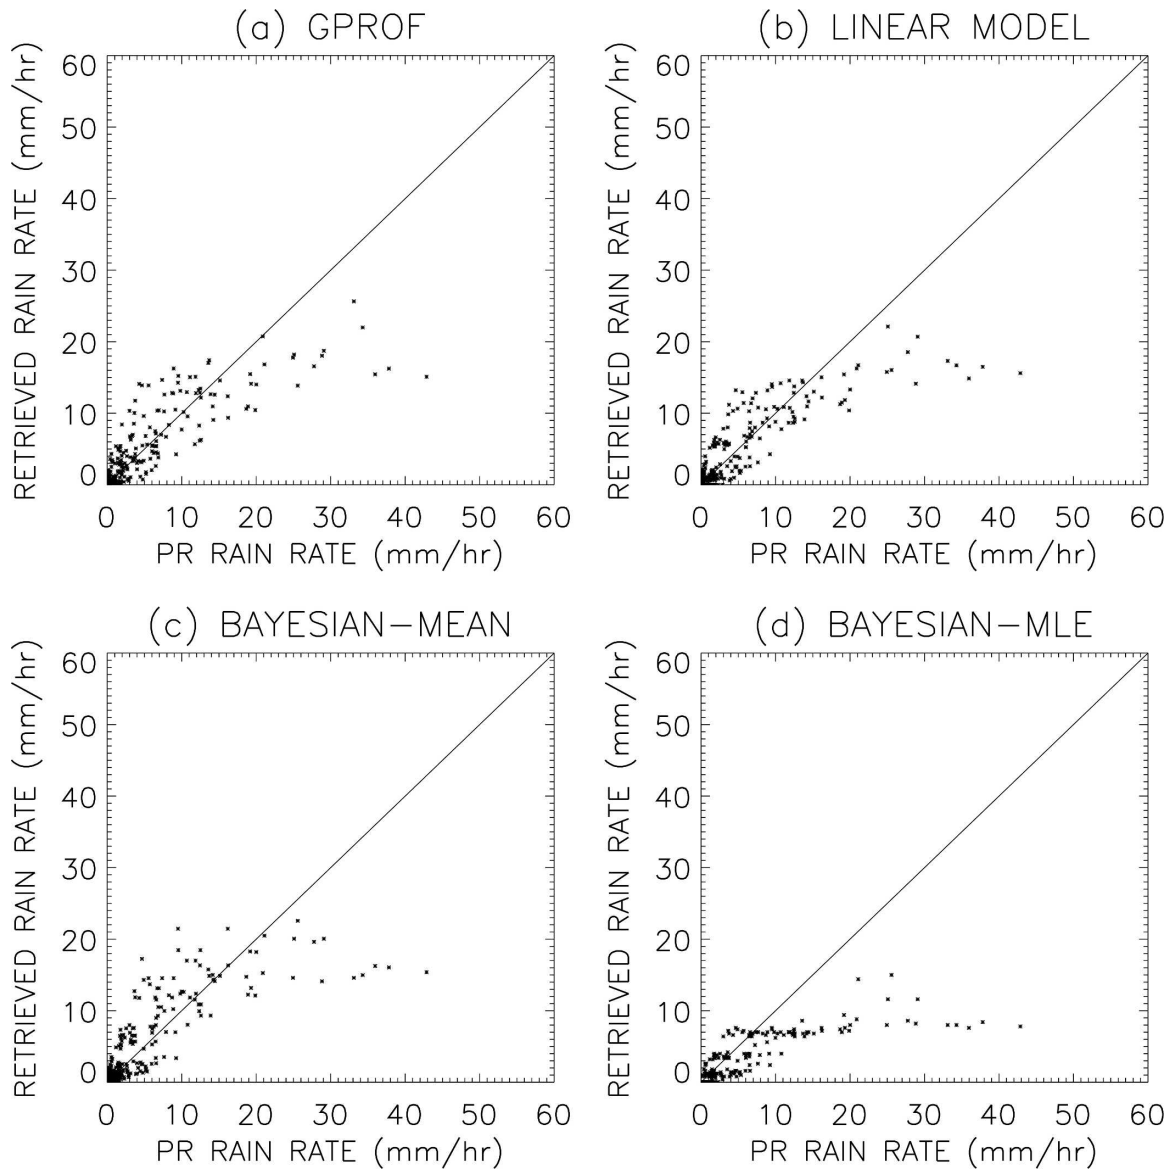 (a) GPROF
RETRIEVED RAIN RATE (mm/hr)
60
50
40
30
20
10
0
0 10 20 30 40 50 60
PR RAIN RATE (mm/hr)
(b) LINEAR MODEL
RETRIEVED RAIN RATE (mm/hr)
60
50
40
30
20
10
0
0 10 20 30 40 50 60
PR RAIN RATE (mm/hr)
(c) BAYESIAN-MEAN
RETRIEVED RAIN RATE (mm/hr)
60
50
40
30
20
10
0
0 10 20 30 40 50 60
PR RAIN RATE (mm/hr)
(d) BAYESIAN-MLE
RETRIEVED RAIN RATE (mm/hr)
60
50
40
30
20
10
0
0 10 20 30 40 50 60
PR RAIN RATE (mm/hr)